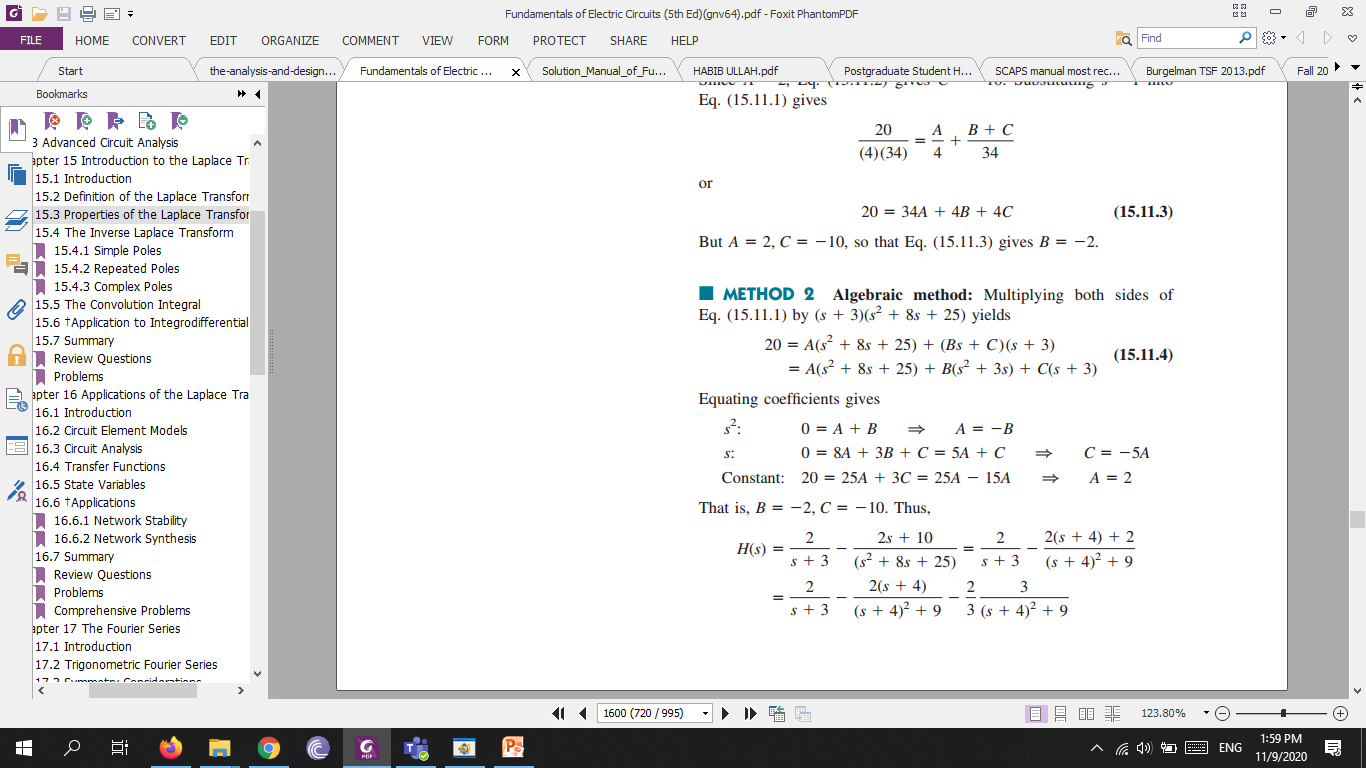 Fundamentals of Electric Circuits (5th Ed)(gnv64).pdf - Foxit PhantomPDF
FILE HOME CONVERT EDIT ORGANIZE COMMENT VIEW FORM PROTECT SHARE HELP Find
Start the-analysis-and-design... Fundamentals of Electric ... Solution_Manual_of_Fu... HABIB ULLAH.pdf Postgraduate Student H... SCAPS manual most rec... Burgelman TSF 2013.pdf Fall 20
Bookmarks
3 Advanced Circuit Analysis
apter 15 Introduction to the Laplace Tr
15.1 Introduction
15.2 Definition of the Laplace Transfor
15.3 Properties of the Laplace Transfor
15.4 The Inverse Laplace Transform
15.4.1 Simple Poles
15.4.2 Repeated Poles
15.4.3 Complex Poles
15.5 The Convolution Integral
15.6 †Application to Integrodifferential
15.7 Summary
Review Questions
Problems
apter 16 Applications of the Laplace Tra
16.1 Introduction
16.2 Circuit Element Models
16.3 Circuit Analysis
16.4 Transfer Functions
16.5 State Variables
16.6 †Applications
16.6.1 Network Stability
16.6.2 Network Synthesis
16.7 Summary
Review Questions
Problems
Comprehensive Problems
apter 17 The Fourier Series
17.1 Introduction
17.2 Trigonometric Fourier Series
17.3 Symmetry Considerations
Eq. (15.11.1) gives
20/(4)(34) = A/4 + (B + C)/34
or
20 = 34A + 4B + 4C (15.11.3)
But A = 2, C = −10, so that Eq. (15.11.3) gives B = −2.
■ METHOD 2 Algebraic method: Multiplying both sides of
Eq. (15.11.1) by (s + 3)(s² + 8s + 25) yields
20 = A(s² + 8s + 25) + (Bs + C)(s + 3)
= A(s² + 8s + 25) + B(s² + 3s) + C(s + 3) (15.11.4)
Equating coefficients gives
s²: 0 = A + B ⇒ A = −B
s: 0 = 8A + 3B + C = 5A + C ⇒ C = −5A
Constant: 20 = 25A + 3C = 25A − 15A ⇒ A = 2
That is, B = −2, C = −10. Thus,
H(s) = 2/(s + 3) − (2s + 10)/(s² + 8s + 25) = 2/(s + 3) − (2(s + 4) + 2)/((s + 4)² + 9)
= 2/(s + 3) − 2(s + 4)/((s + 4)² + 9) − 2/3 3/((s + 4)² + 9)
1600 (720 / 995) 123.80%
ENG 1:59 PM
11/9/2020